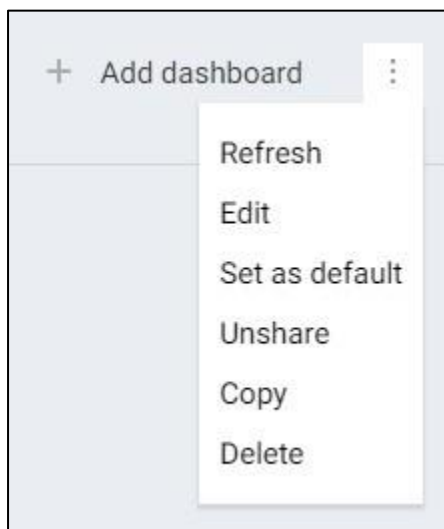 + Add dashboard
Refresh
Edit
Set as default
Unshare
Copy
Delete